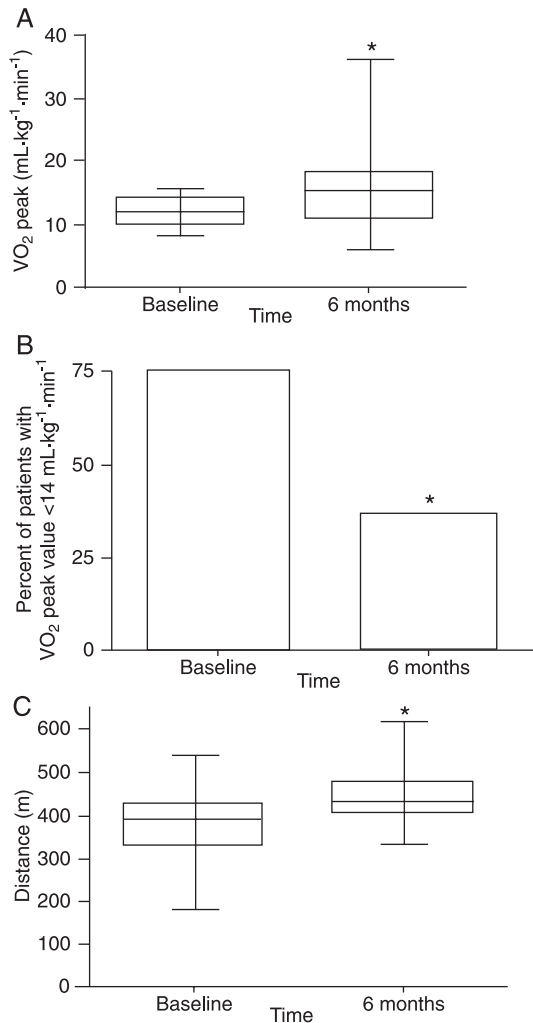 A
VO₂ peak (mL·kg⁻¹·min⁻¹)
40
30
20
10
0
*
Baseline
6 months
Time
B
Percent of patients with
VO₂ peak value <14 mL·kg⁻¹·min⁻¹
75
50
25
0
*
Baseline
6 months
Time
C
Distance (m)
600
500
400
300
200
100
0
*
Baseline
6 months
Time